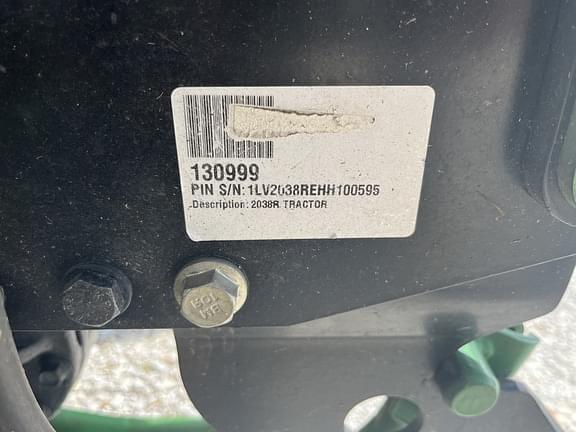 130999
PIN S/N: 1LV2038REHH100595
Description: 2038R TRACTOR